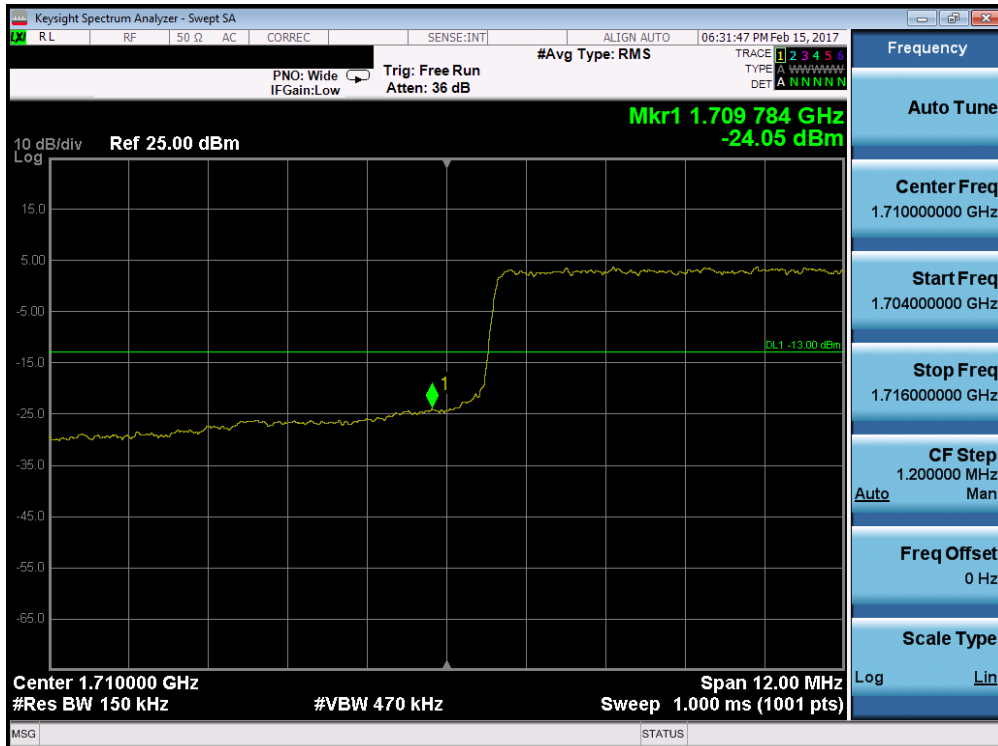 Keysight Spectrum Analyzer - Swept SA
LXI RL RF 50 Ω AC CORREC SENSE:INT ALIGN AUTO 06:31:47 PM Feb 15, 2017
PNO: Wide
IFGain:Low
Trig: Free Run
Atten: 36 dB
#Avg Type: RMS
TRACE 1 2 3 4 5 6
TYPE A WWWWW
DET A N N N N N
Mkr1 1.709 784 GHz
-24.05 dBm
10 dB/div Ref 25.00 dBm
Log
15.0
5.00
-5.00
-15.0
-25.0
-35.0
-45.0
-55.0
-65.0
DL1 -13.00 dBm
1
Center 1.710000 GHz Span 12.00 MHz
#Res BW 150 kHz #VBW 470 kHz Sweep 1.000 ms (1001 pts)
MSG STATUS
Frequency
Auto Tune
Center Freq
1.710000000 GHz
Start Freq
1.704000000 GHz
Stop Freq
1.716000000 GHz
CF Step
1.200000 MHz
Auto Man
Freq Offset
0 Hz
Scale Type
Log Lin